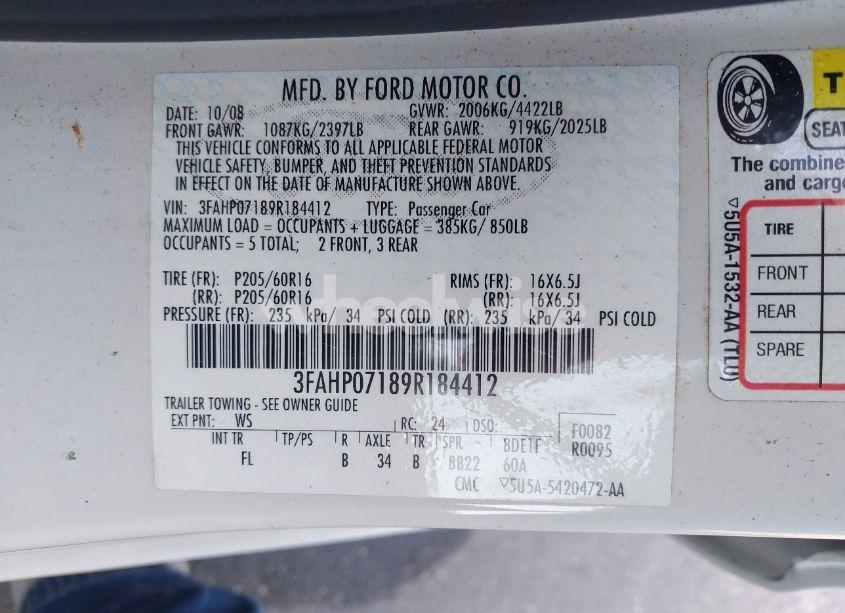 MFD. BY FORD MOTOR CO.
DATE: 10/08 GVWR: 2006KG/4422LB
FRONT GAWR: 1087KG/2397LB REAR GAWR: 919KG/2025LB
THIS VEHICLE CONFORMS TO ALL APPLICABLE FEDERAL MOTOR
VEHICLE SAFETY, BUMPER, AND THEFT PREVENTION STANDARDS
IN EFFECT ON THE DATE OF MANUFACTURE SHOWN ABOVE.
VIN: 3FAHP07189R184412 TYPE: Passenger Car
MAXIMUM LOAD = OCCUPANTS + LUGGAGE = 385KG/ 850LB
OCCUPANTS = 5 TOTAL; 2 FRONT, 3 REAR
TIRE (FR): P205/60R16 RIMS (FR): 16X6.5J
(RR): P205/60R16 (RR): 16X6.5J
PRESSURE (FR): 235 kPa/ 34 PSI COLD (RR): 235 kPa/ 34 PSI COLD
3FAHP07189R184412
TRAILER TOWING - SEE OWNER GUIDE
EXT PNT: WS RC: 24 DSO: F0082
INT TR TP/PS R AXLE TR SPR R0095
FL B 34 B BB22 60A
CMC ▽5U5A-5420472-AA
T
SEAT
The combine
and cargo
TIRE
FRONT
REAR
SPARE
▽5U5A-1532-AA (TLU)